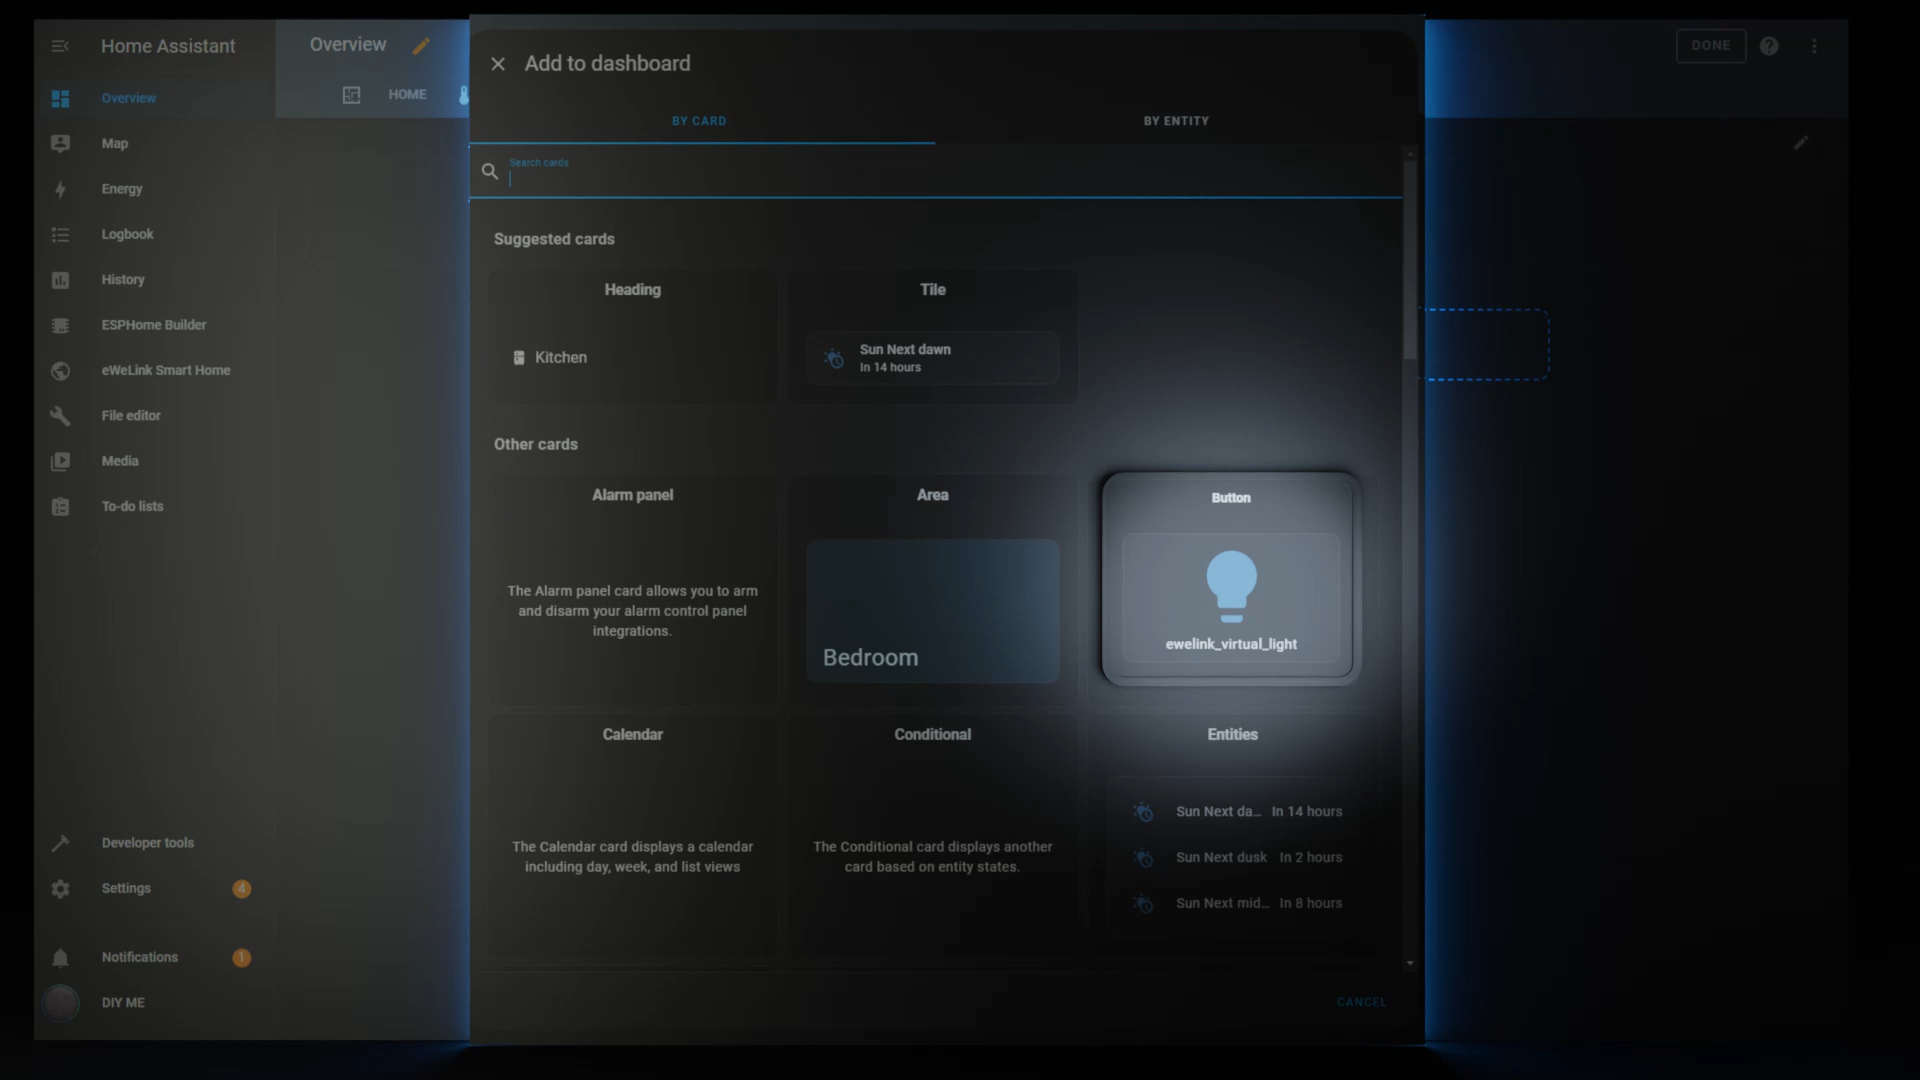 Home Assistant
Overview
Map
Energy
Logbook
History
ESPHome Builder
eWeLink Smart Home
File editor
Media
To-do lists
Developer tools
Settings
4
Notifications
1
DIY ME
Overview
HOME
DONE
Add to dashboard
BY CARD
BY ENTITY
Search cards
Suggested cards
Heading
Kitchen
Tile
Sun Next dawn
In 14 hours
Other cards
Alarm panel
The Alarm panel card allows you to arm
and disarm your alarm control panel
integrations.
Area
Bedroom
Button
ewelink_virtual_light
Calendar
The Calendar card displays a calendar
including day, week, and list views
Conditional
The Conditional card displays another
card based on entity states.
Entities
Sun Next da... In 14 hours
Sun Next dusk In 2 hours
Sun Next mid... In 8 hours
CANCEL